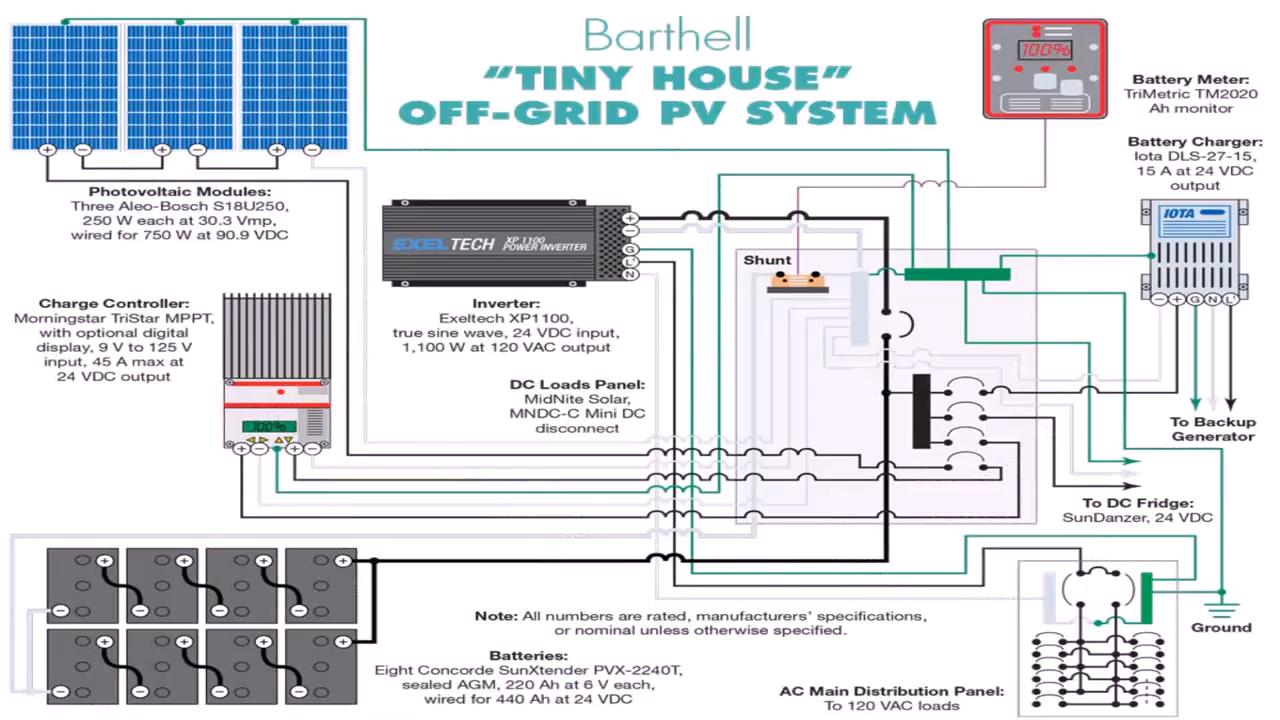 Barthell
"TINY HOUSE"
OFF-GRID PV SYSTEM
100%
Battery Meter:
TriMetric TM2020
Ah monitor
Battery Charger:
Iota DLS-27-15,
15 A at 24 VDC
output
IOTA
+ − + − + −
Photovoltaic Modules:
Three Aleo-Bosch S18U250,
250 W each at 30.3 Vmp,
wired for 750 W at 90.9 VDC
EXELTECH XP 1100
POWER INVERTER
+
−
G
L¹
N
Shunt
Charge Controller:
Morningstar TriStar MPPT,
with optional digital
display, 9 V to 125 V
input, 45 A max at
24 VDC output
100%
+ − + −
Inverter:
Exeltech XP1100,
true sine wave, 24 VDC input,
1,100 W at 120 VAC output
DC Loads Panel:
MidNite Solar,
MNDC-C Mini DC
disconnect
− + G N L¹
To Backup
Generator
To DC Fridge:
SunDanzer, 24 VDC
+ + + +
− − − −
+ + + +
− − − −
Note: All numbers are rated, manufacturers' specifications,
or nominal unless otherwise specified.
Batteries:
Eight Concorde SunXtender PVX-2240T,
sealed AGM, 220 Ah at 6 V each,
wired for 440 Ah at 24 VDC
Ground
AC Main Distribution Panel:
To 120 VAC loads